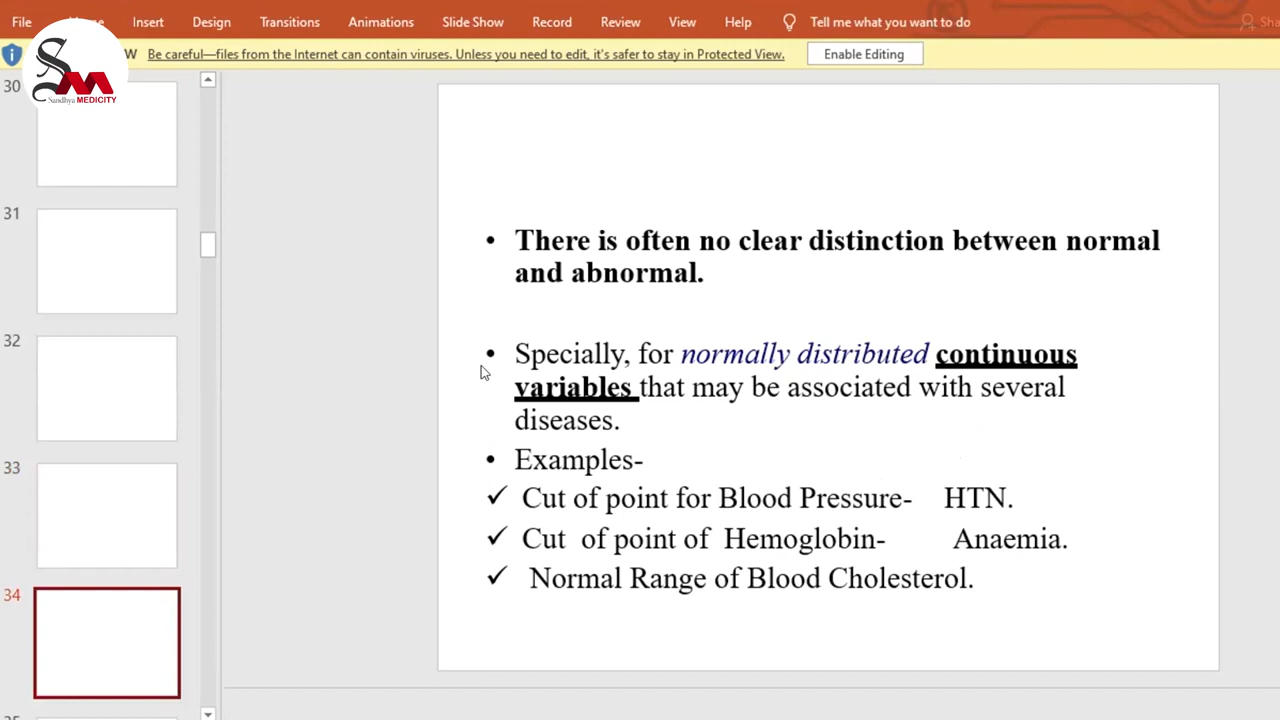 File
Insert Design Transitions Animations Slide Show Record Review View Help Tell me what you want to do
W Be careful—files from the Internet can contain viruses. Unless you need to edit, it's safer to stay in Protected View. Enable Editing
S
M
Sandhya MEDICITY
30
31
32
33
34
• There is often no clear distinction between normal
and abnormal.
• Specially, for normally distributed continuous
variables that may be associated with several
diseases.
• Examples-
✓ Cut of point for Blood Pressure- HTN.
✓ Cut of point of Hemoglobin- Anaemia.
✓ Normal Range of Blood Cholesterol.